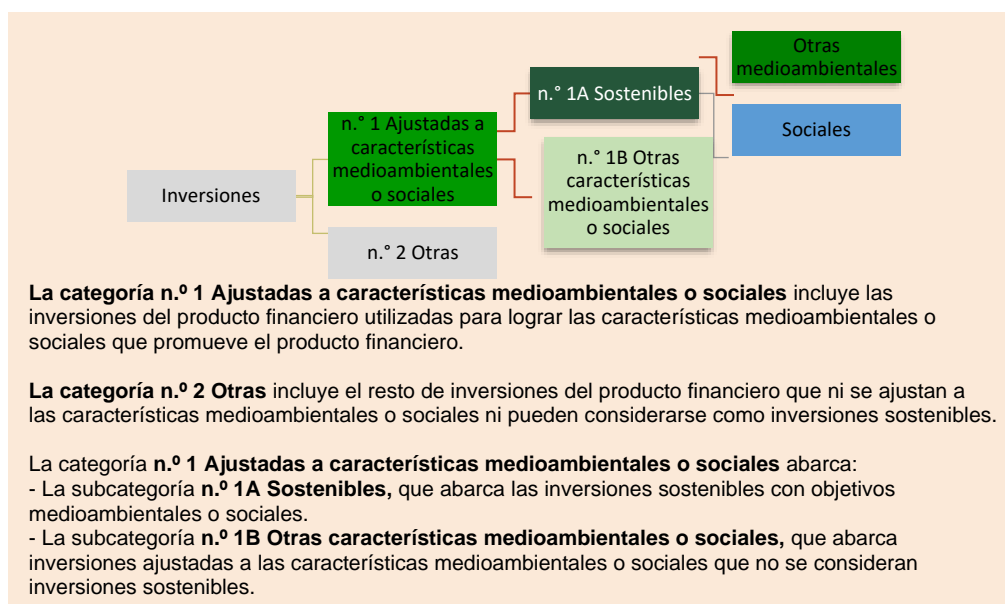 Otras
medioambientales
n.° 1A Sostenibles
Sociales
n.° 1 Ajustadas a
características
medioambientales
o sociales
n.° 1B Otras
características
medioambientales
o sociales
Inversiones
n.° 2 Otras
La categoría n.º 1 Ajustadas a características medioambientales o sociales incluye las
inversiones del producto financiero utilizadas para lograr las características medioambientales o
sociales que promueve el producto financiero.
La categoría n.º 2 Otras incluye el resto de inversiones del producto financiero que ni se ajustan a
las características medioambientales o sociales ni pueden considerarse como inversiones sostenibles.
La categoría n.º 1 Ajustadas a características medioambientales o sociales abarca:
- La subcategoría n.º 1A Sostenibles, que abarca las inversiones sostenibles con objetivos
medioambientales o sociales.
- La subcategoría n.º 1B Otras características medioambientales o sociales, que abarca
inversiones ajustadas a las características medioambientales o sociales que no se consideran
inversiones sostenibles.